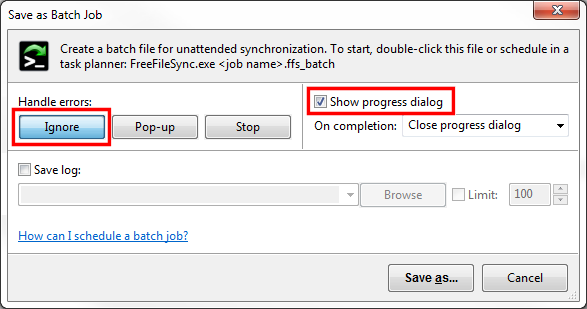 Save as Batch Job
Create a batch file for unattended synchronization. To start, double-click this file or schedule in a
task planner: FreeFileSync.exe <job name>.ffs_batch
Handle errors:
Ignore Pop-up Stop
Show progress dialog
On completion: Close progress dialog
Save log:
Browse Limit: 100
How can I schedule a batch job?
Save as... Cancel